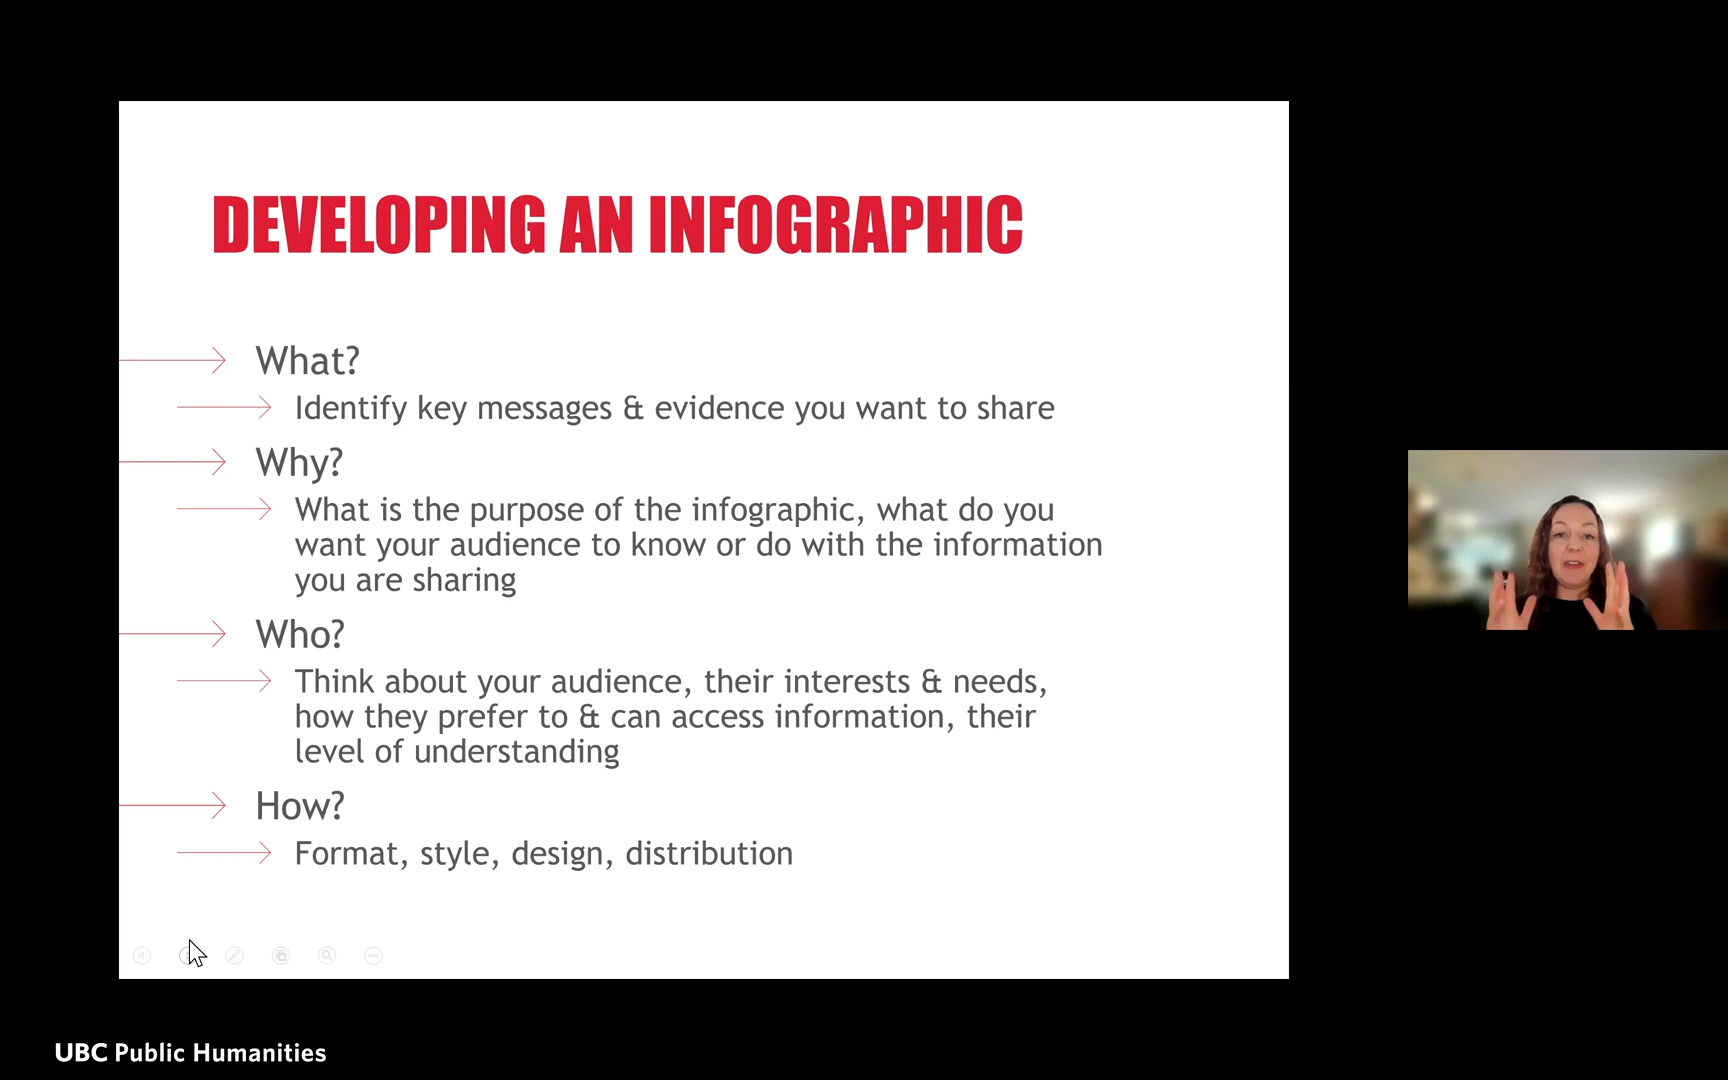 DEVELOPING AN INFOGRAPHIC
What?
Identify key messages & evidence you want to share
Why?
What is the purpose of the infographic, what do you
want your audience to know or do with the information
you are sharing
Who?
Think about your audience, their interests & needs,
how they prefer to & can access information, their
level of understanding
How?
Format, style, design, distribution
UBC Public Humanities